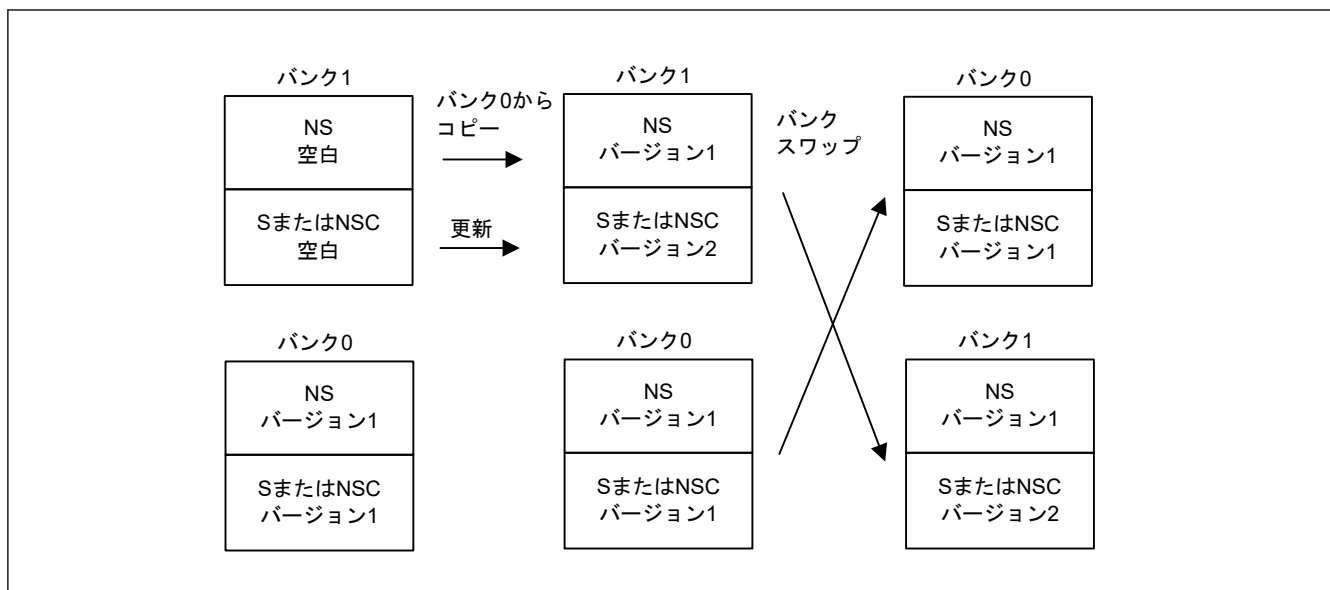 バンク1
NS
空白
SまたはNSC
空白
バンク0から
コピー
更新
バンク1
NS
バージョン1
SまたはNSC
バージョン2
バンク
スワップ
バンク0
NS
バージョン1
SまたはNSC
バージョン1
バンク0
NS
バージョン1
SまたはNSC
バージョン1
バンク0
NS
バージョン1
SまたはNSC
バージョン1
バンク1
NS
バージョン1
SまたはNSC
バージョン2